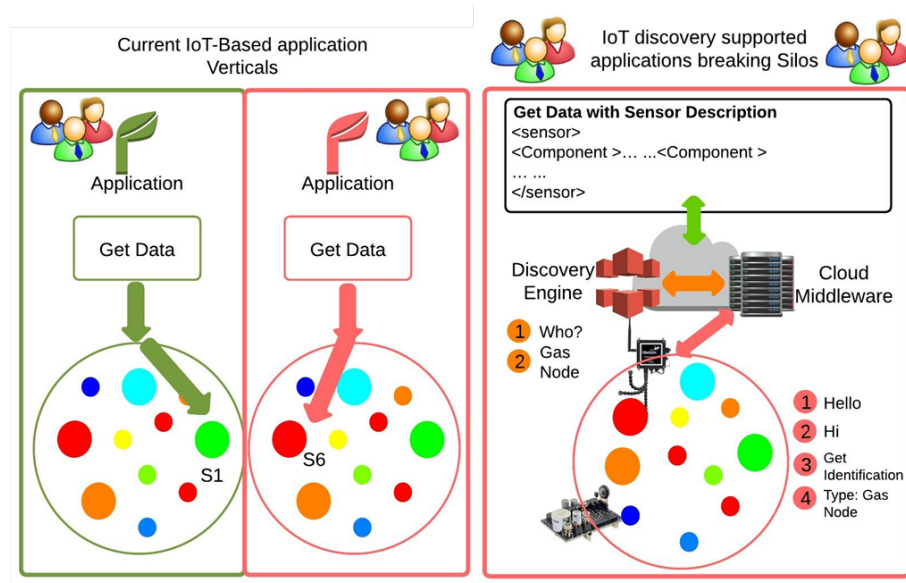 Current IoT-Based application
Verticals
Application
Get Data
S1
Application
Get Data
S6
IoT discovery supported
applications breaking Silos
Get Data with Sensor Description
<sensor>
<Component >... ...<Component >
... ...
</sensor>
Discovery
Engine
Cloud
Middleware
1 Who?
2 Gas
Node
1 Hello
2 Hi
3 Get
Identification
4 Type: Gas
Node